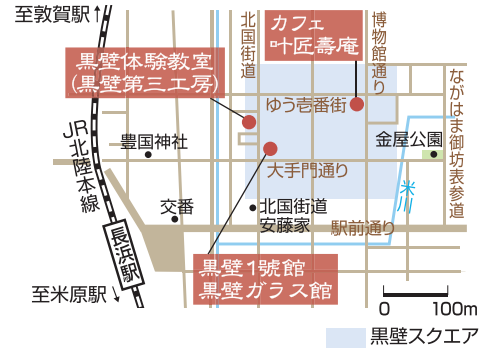 至敦賀駅↑
北国街道
カフェ
叶匠壽庵
博物館通り
黒壁体験教室
(黒壁第三工房)
ゆう壱番街
ながはま御坊表参道
JR北陸本線
豊国神社
金屋公園
大手門通り
米川
交番
北国街道
安藤家
駅前通り
長浜駅
黒壁1號館
黒壁ガラス館
至米原駅↓
0 100m
黒壁スクエア